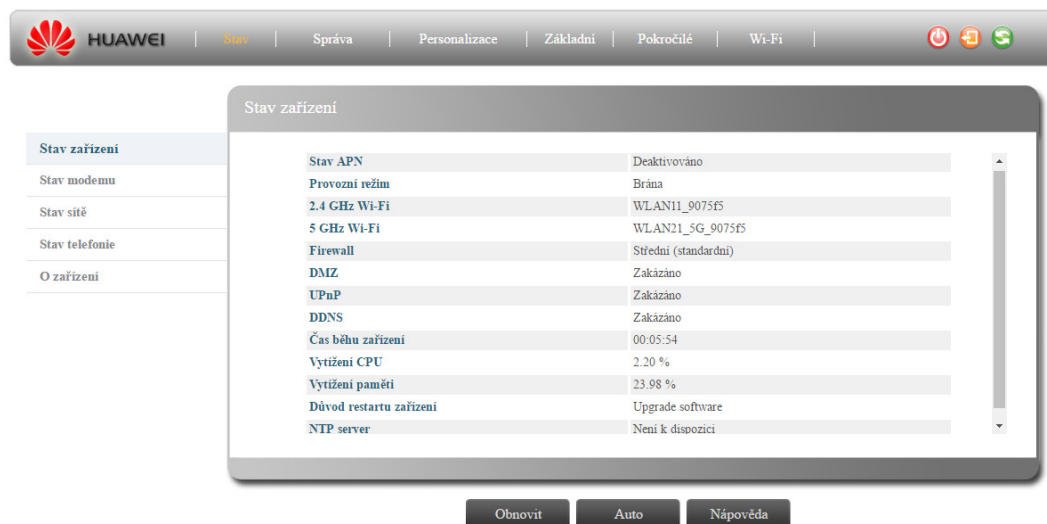 HUAWEI | Stav | Správa | Personalizace | Základní | Pokročilé | Wi-Fi |
Stav zařízení
Stav zařízení
Stav modemu
Stav sítě
Stav telefonie
O zařízení
Stav APN Deaktivováno
Provozní režim Brána
2.4 GHz Wi-Fi WLAN11_9075f5
5 GHz Wi-Fi WLAN21_5G_9075f5
Firewall Střední (standardní)
DMZ Zakázáno
UPnP Zakázáno
DDNS Zakázáno
Čas běhu zařízení 00:05:54
Vytížení CPU 2.20 %
Vytížení paměti 23.98 %
Důvod restartu zařízení Upgrade software
NTP server Není k dispozici
Obnovit Auto Nápověda